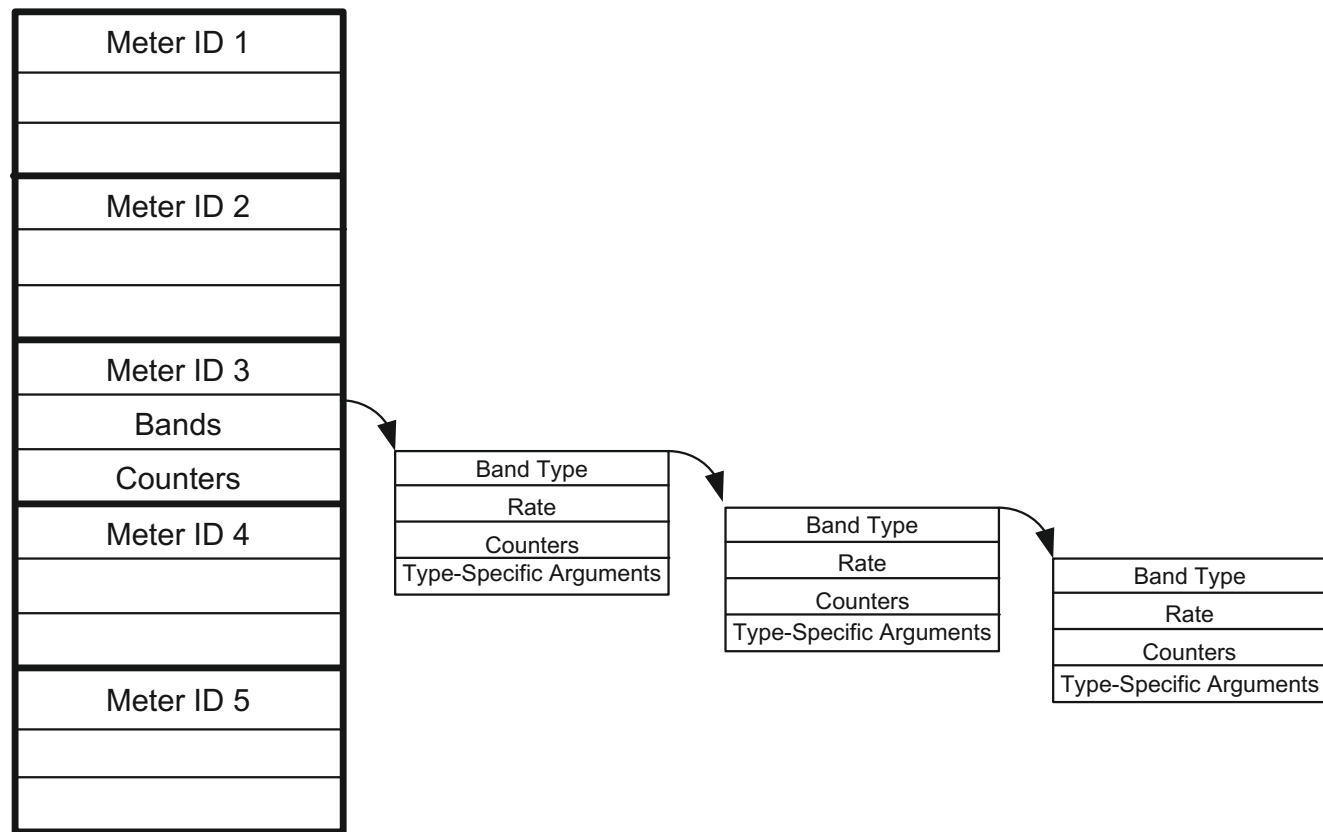 Meter ID 1
Meter ID 2
Meter ID 3
Bands
Counters
Meter ID 4
Meter ID 5
Band Type
Rate
Counters
Type-Specific Arguments
Band Type
Rate
Counters
Type-Specific Arguments
Band Type
Rate
Counters
Type-Specific Arguments